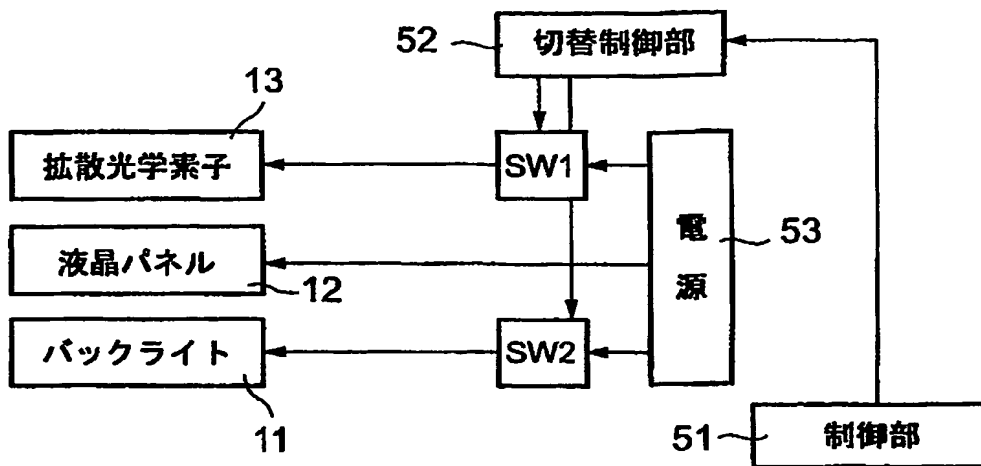 52
切替制御部
13
拡散光学素子
SW1
電源
53
液晶パネル
12
バックライト
SW2
11
51
制御部